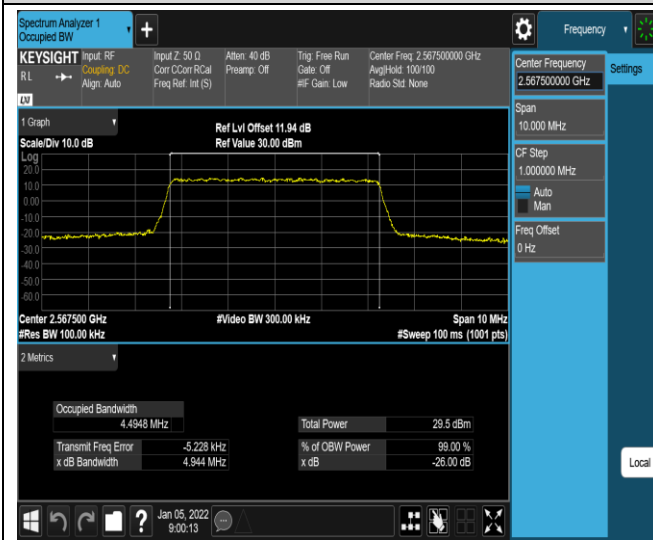 Spectrum Analyzer 1
Occupied BW
+
Frequency
KEYSIGHT
RL
LXI
Input: RF
Coupling: DC
Align: Auto
Input Z: 50 Ω
Corr CCorr RCal
Freq Ref: Int (S)
Atten: 40 dB
Preamp: Off
Trig: Free Run
Gate: Off
#IF Gain: Low
Center Freq: 2.567500000 GHz
Avg|Hold: 100/100
Radio Std: None
Center Frequency
2.567500000 GHz
Settings
Span
10.000 MHz
CF Step
1.000000 MHz
Auto
Man
Freq Offset
0 Hz
1 Graph
Scale/Div 10.0 dB
Ref Lvl Offset 11.94 dB
Ref Value 30.00 dBm
Log
20.0
10.0
0.00
-10.0
-20.0
-30.0
-40.0
-50.0
-60.0
Center 2.567500 GHz
#Res BW 100.00 kHz
#Video BW 300.00 kHz
Span 10 MHz
#Sweep 100 ms (1001 pts)
2 Metrics
Occupied Bandwidth
4.4948 MHz
Total Power 29.5 dBm
Transmit Freq Error -5.228 kHz
% of OBW Power 99.00 %
x dB Bandwidth 4.944 MHz
x dB -26.00 dB
Local
?
Jan 05, 2022
9:00:13